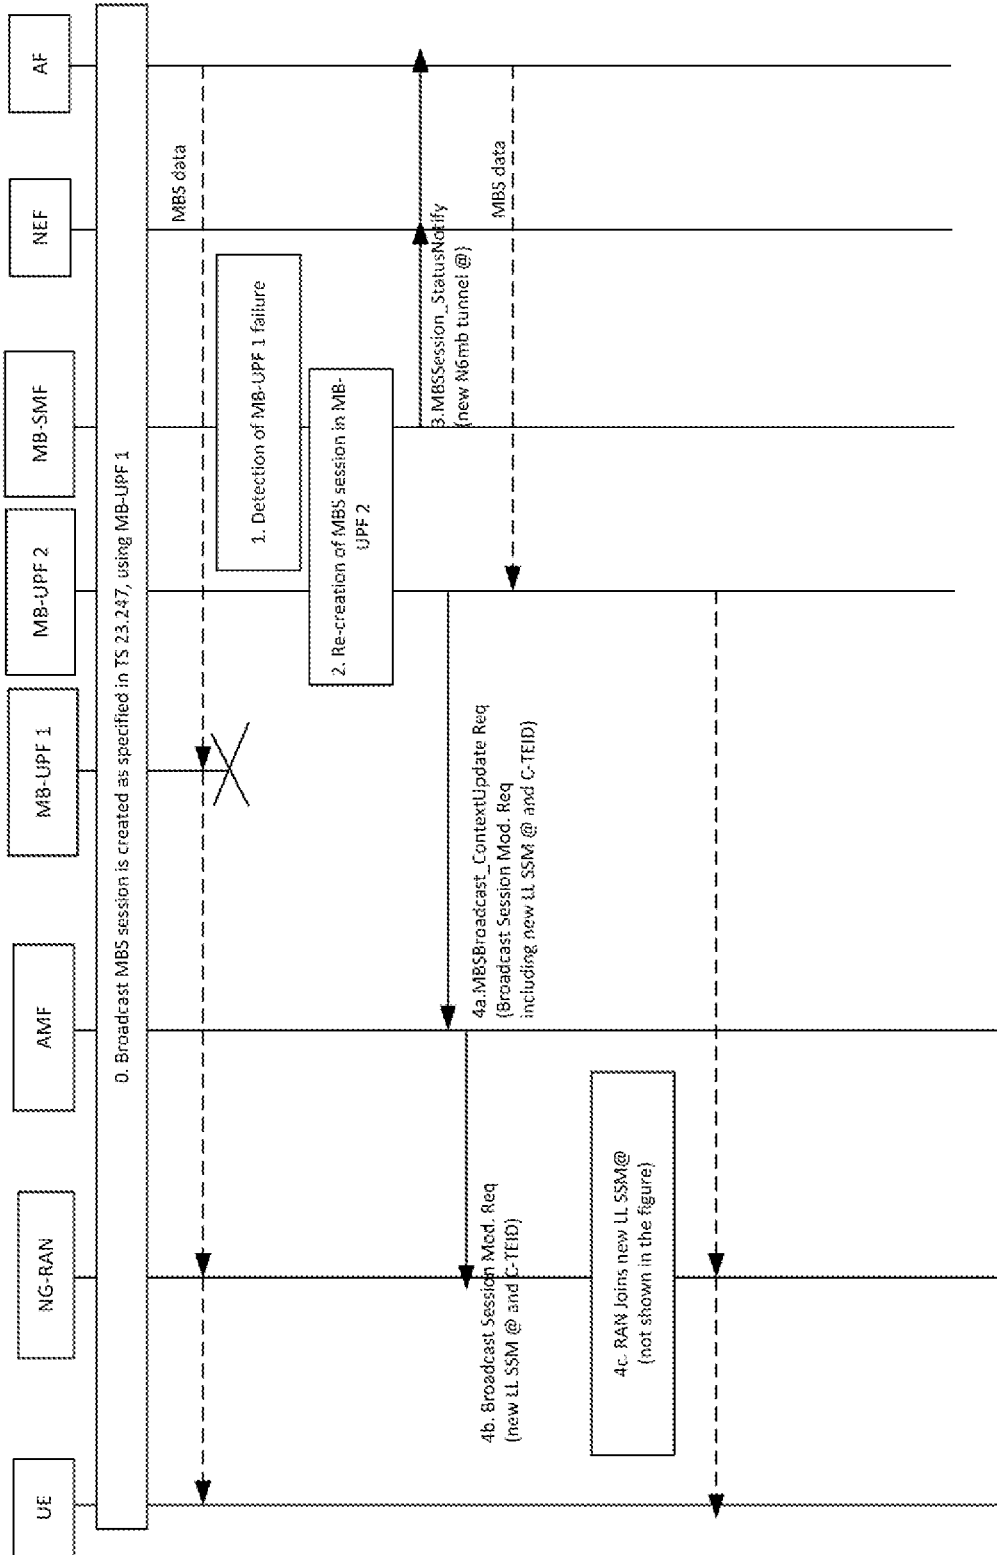 UE
NG-RAN
AMF
MB-UPF 1
MB-UPF 2
MB-SMF
NEF
AF
0. Broadcast MBS session is created as specified in TS 23.247, using MB-UPF 1
MBS data
1. Detection of MB-UPF 1 failure
2. Re-creation of MBS session in MB-
UPF 2
3.MBSSession_StatusNotify
(new N6mb tunnel @)
4a.MBSBroadcast_ContextUpdate Req
(Broadcast Session Mod. Req
including new LL SSM @ and C-TEID)
4b. Broadcast Session Mod. Req
(new LL SSM @ and C-TEID)
MBS data
4c. RAN Joins new LL SSM@
(not shown in the figure)